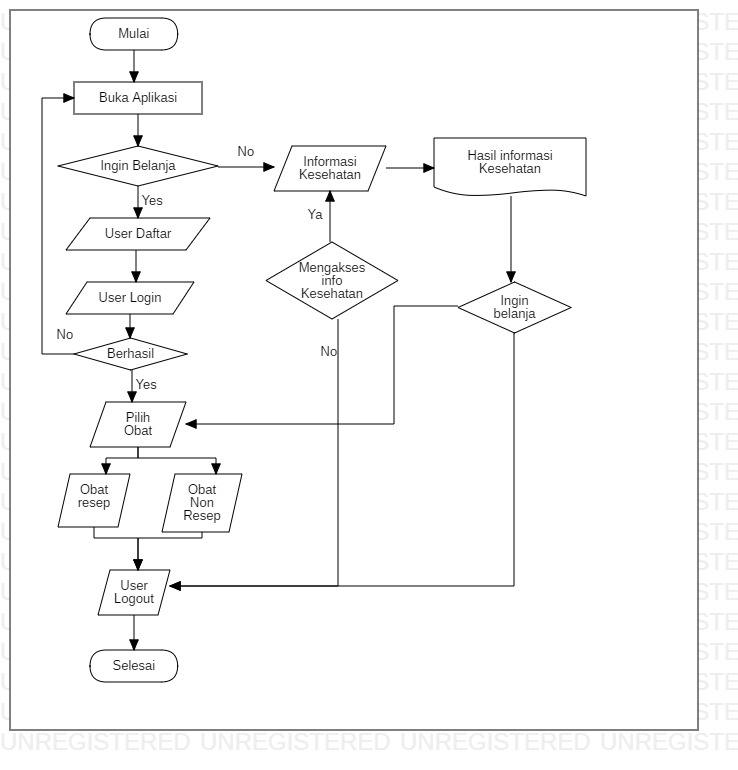 Mulai
Buka Aplikasi
Ingin Belanja
No
Informasi
Kesehatan
Hasil informasi
Kesehatan
Yes
Ya
User Daftar
Mengakses
info
Kesehatan
User Login
Ingin
belanja
No
Berhasil
No
Yes
Pilih
Obat
Obat
resep
Obat
Non
Resep
User
Logout
Selesai
UNREGISTERED UNREGISTERED UNREGISTERED UNREGISTE